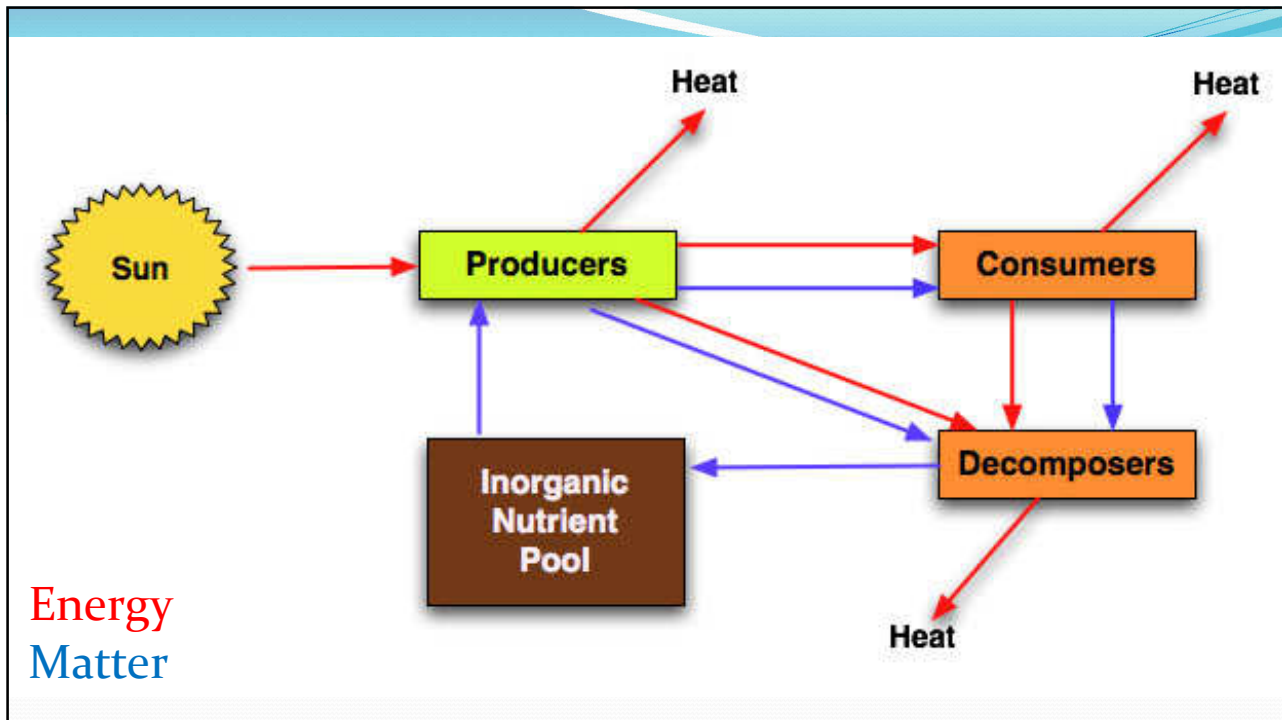 Heat
Heat
Sun
Producers
Consumers
Inorganic
Nutrient
Pool
Decomposers
Heat
Energy
Matter